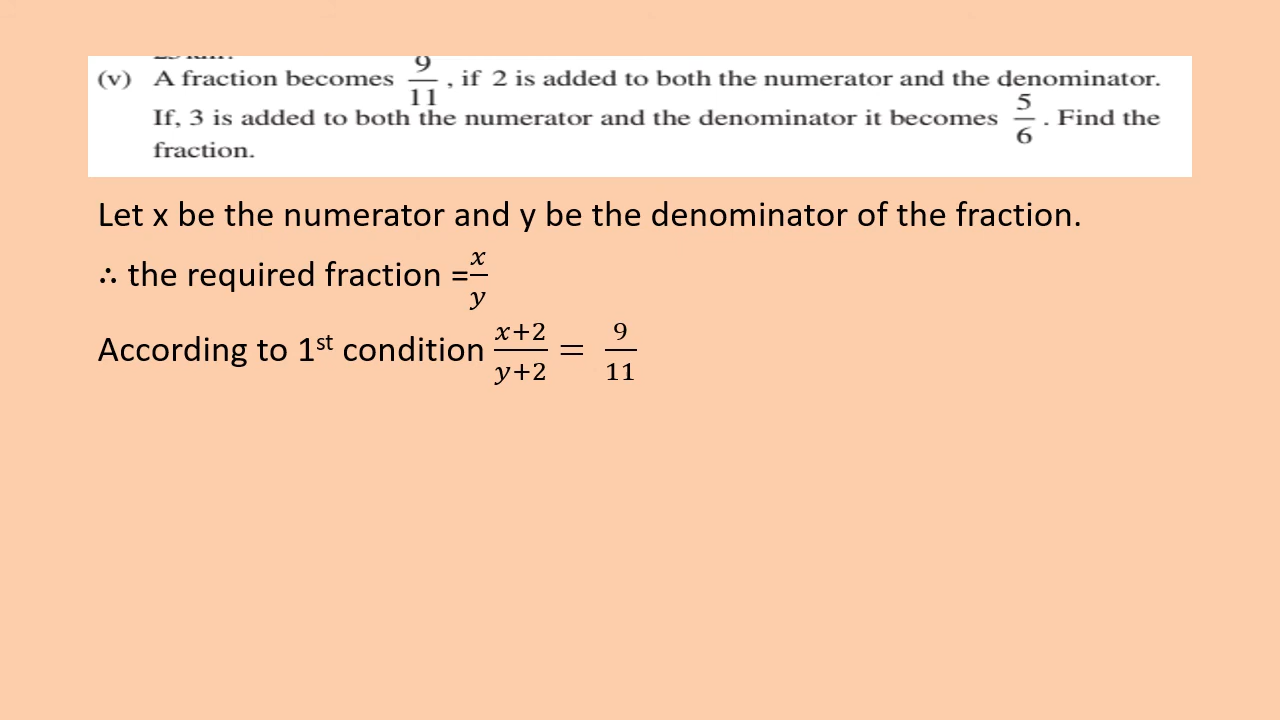 (v) A fraction becomes 9/11, if 2 is added to both the numerator and the denominator.
If, 3 is added to both the numerator and the denominator it becomes 5/6. Find the
fraction.
Let x be the numerator and y be the denominator of the fraction.
∴ the required fraction =x/y
According to 1st condition (x+2)/(y+2) = 9/11